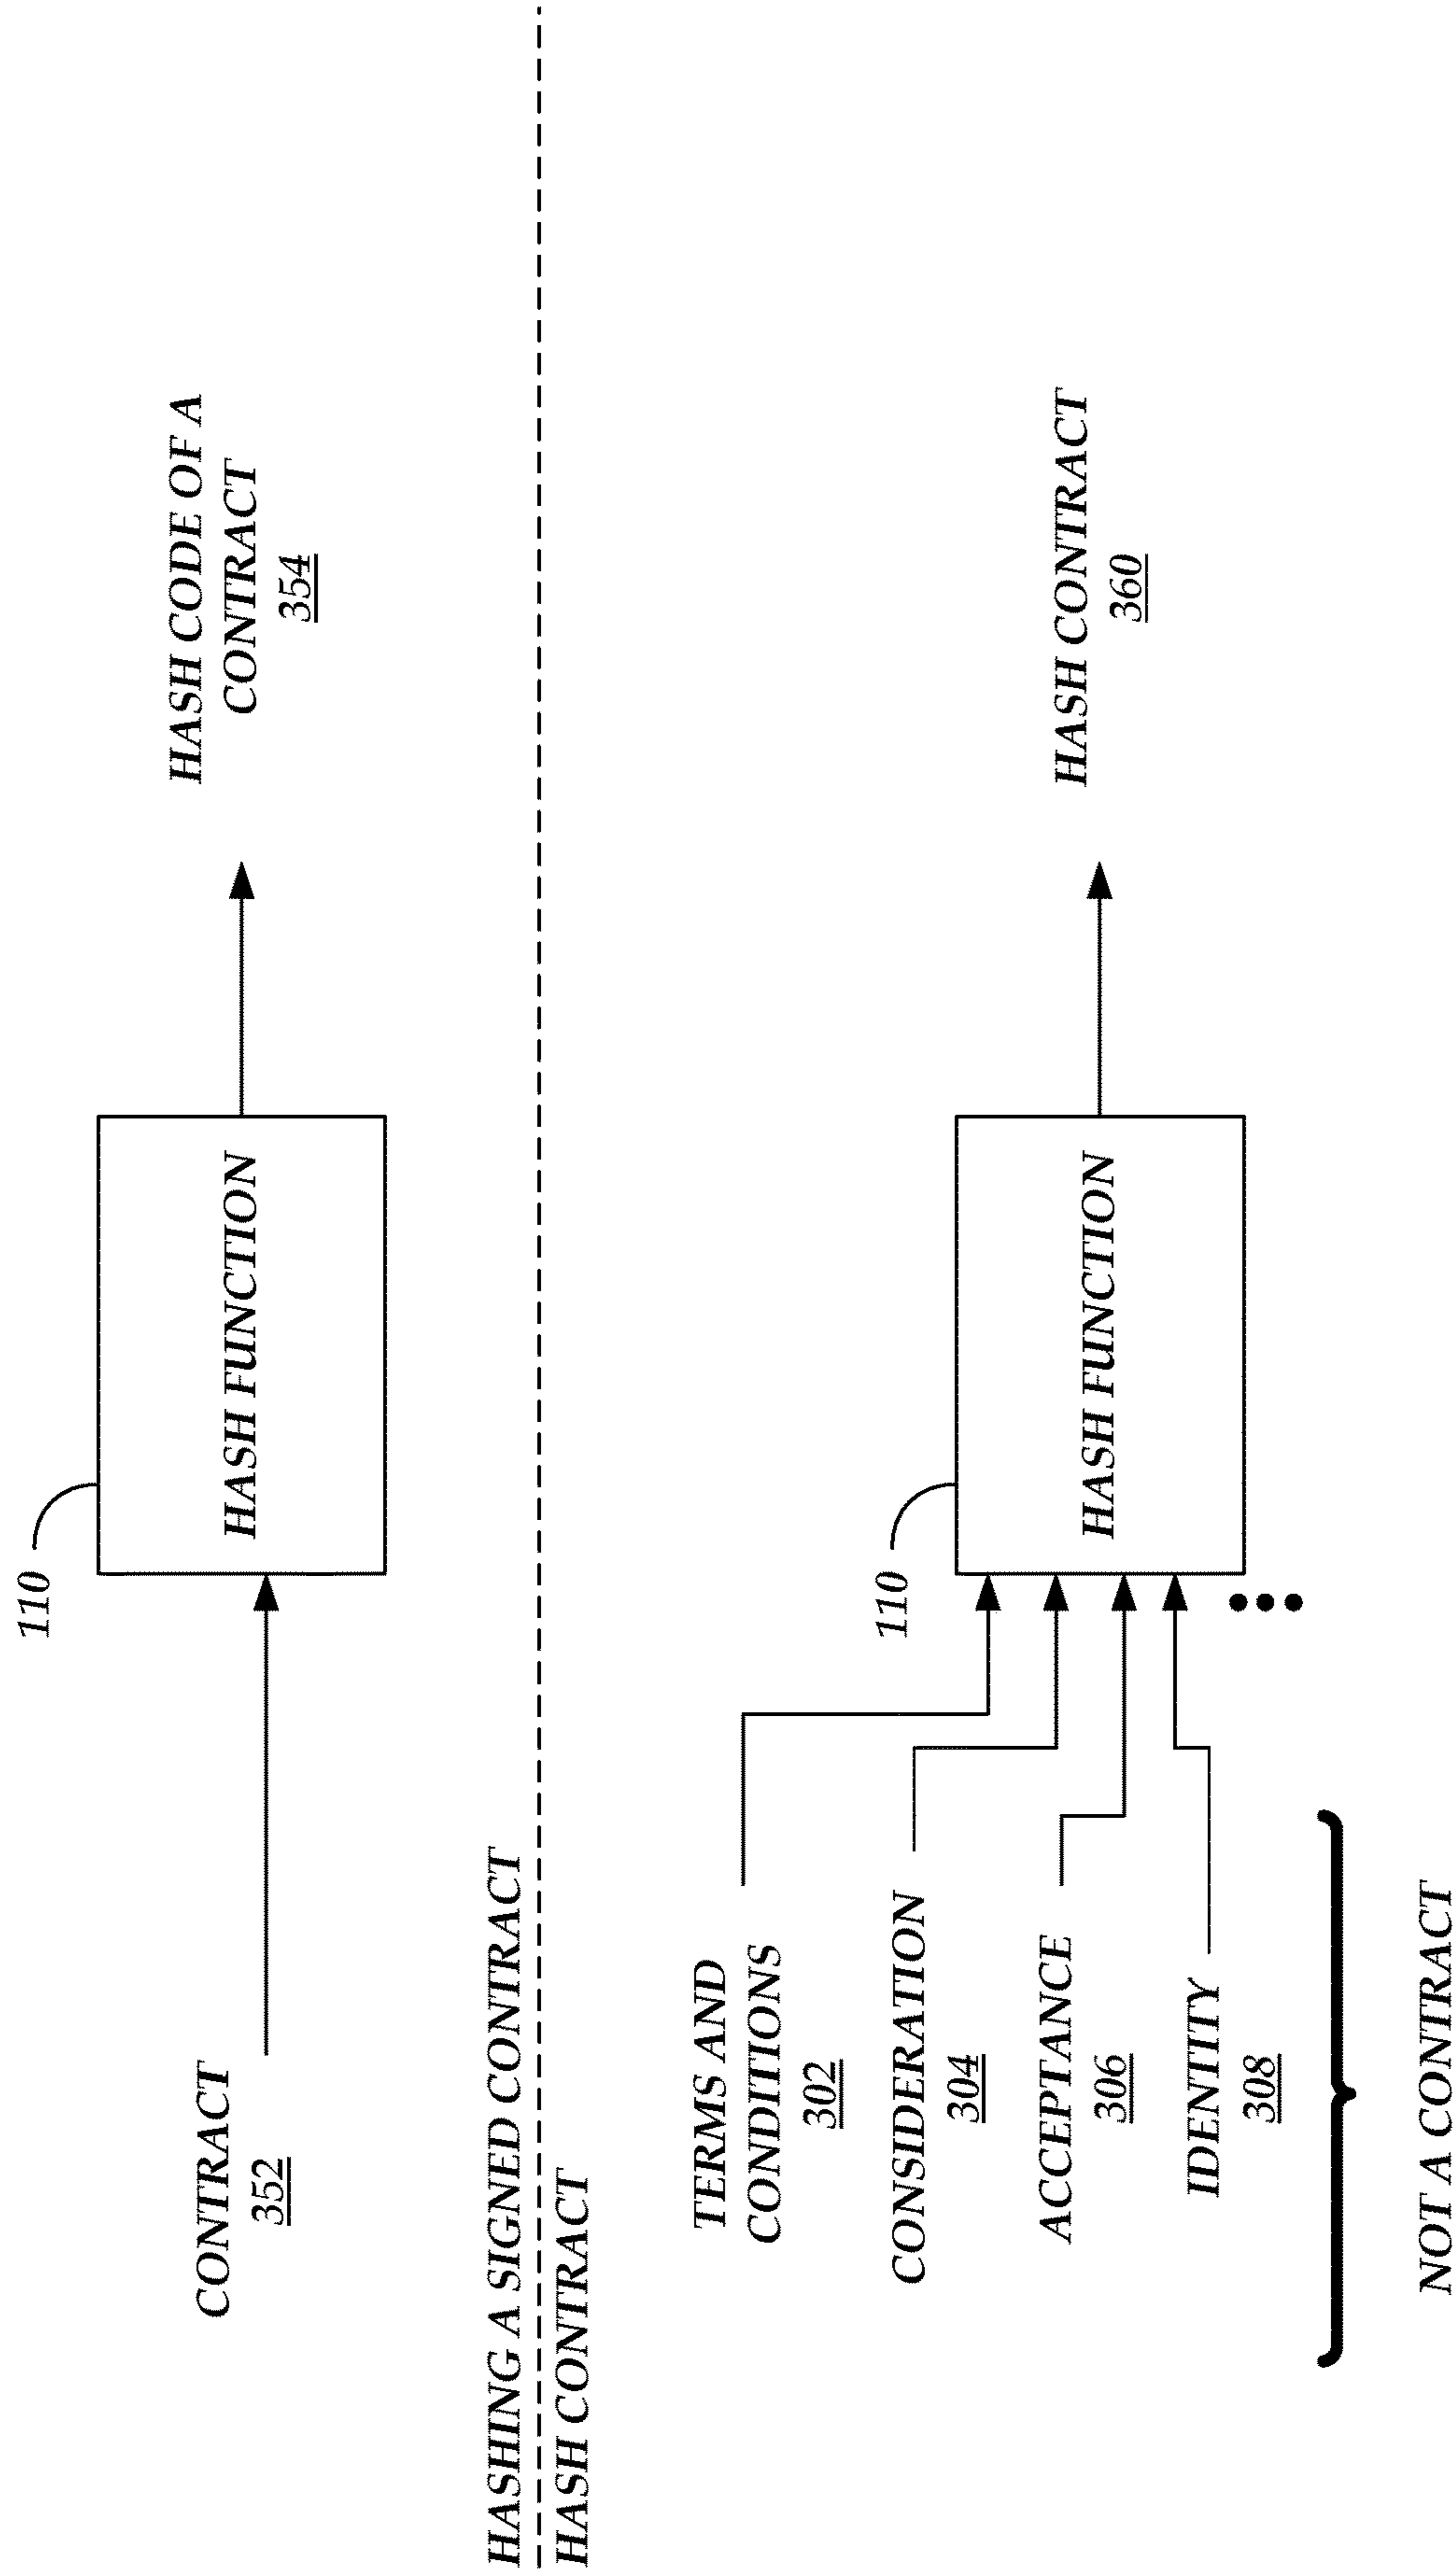 110
CONTRACT
352
HASH FUNCTION
HASH CODE OF A
CONTRACT
354
HASHING A SIGNED CONTRACT
HASH CONTRACT
TERMS AND
CONDITIONS
302
CONSIDERATION
304
ACCEPTANCE
306
IDENTITY
308
NOT A CONTRACT
110
HASH FUNCTION
HASH CONTRACT
360